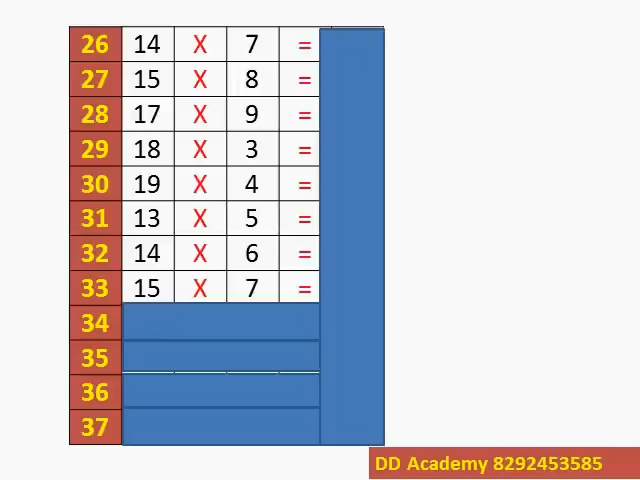 26 14 X 7 =
27 15 X 8 =
28 17 X 9 =
29 18 X 3 =
30 19 X 4 =
31 13 X 5 =
32 14 X 6 =
33 15 X 7 =
34
35
36
37
DD Academy 8292453585